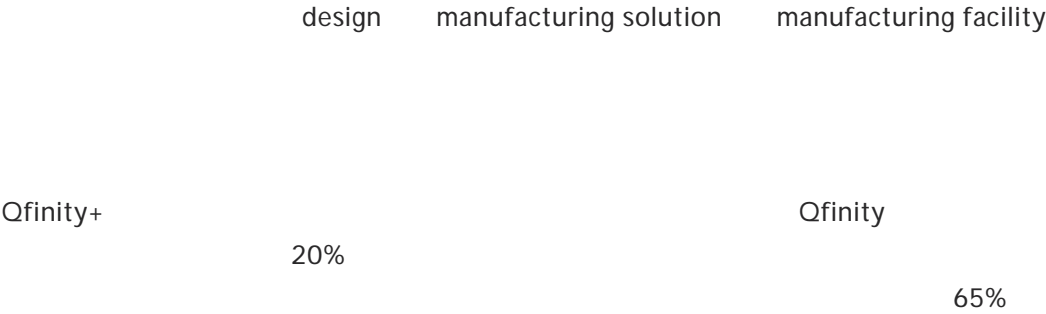 design manufacturing solution manufacturing facility
Qfinity+ Qfinity
20%
65%